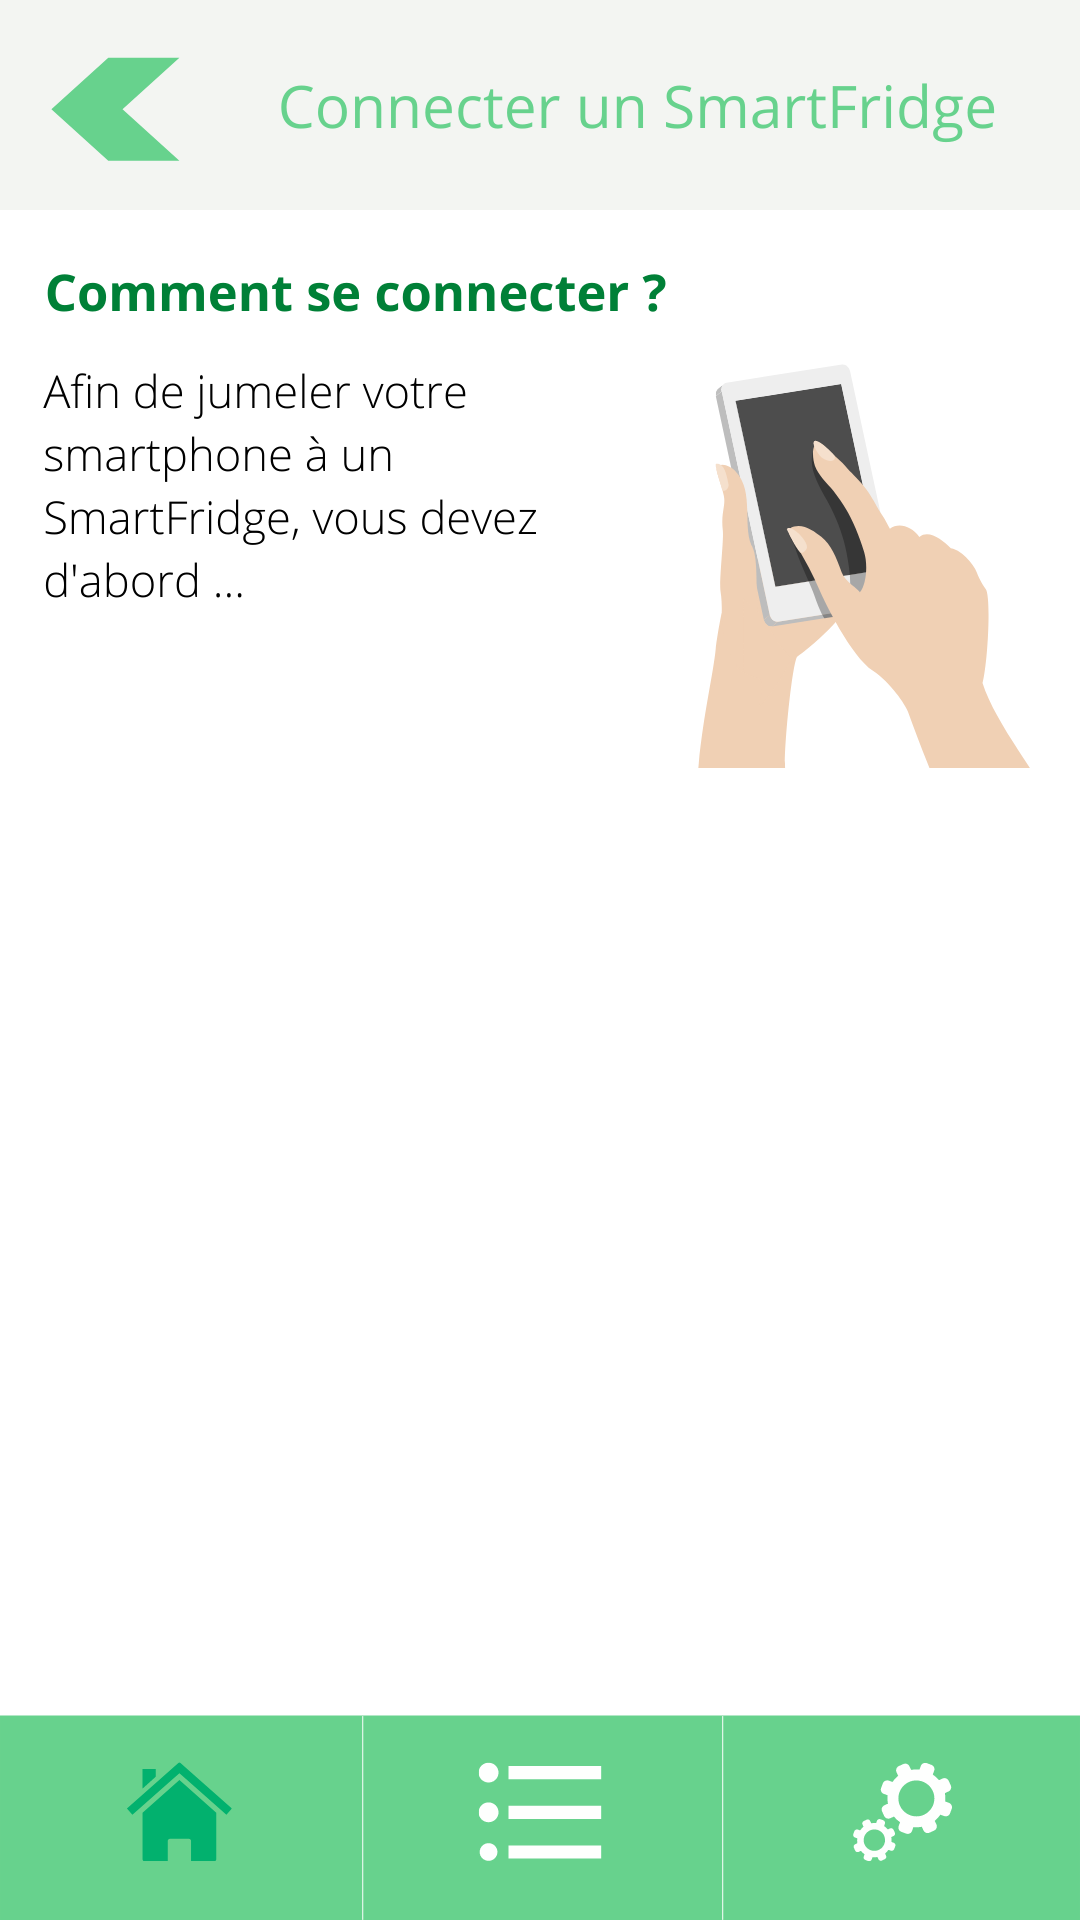 Connecter un SmartFridge
Comment se connecter ?
Afin de jumeler votre
smartphone à un
SmartFridge, vous devez
d'abord ...